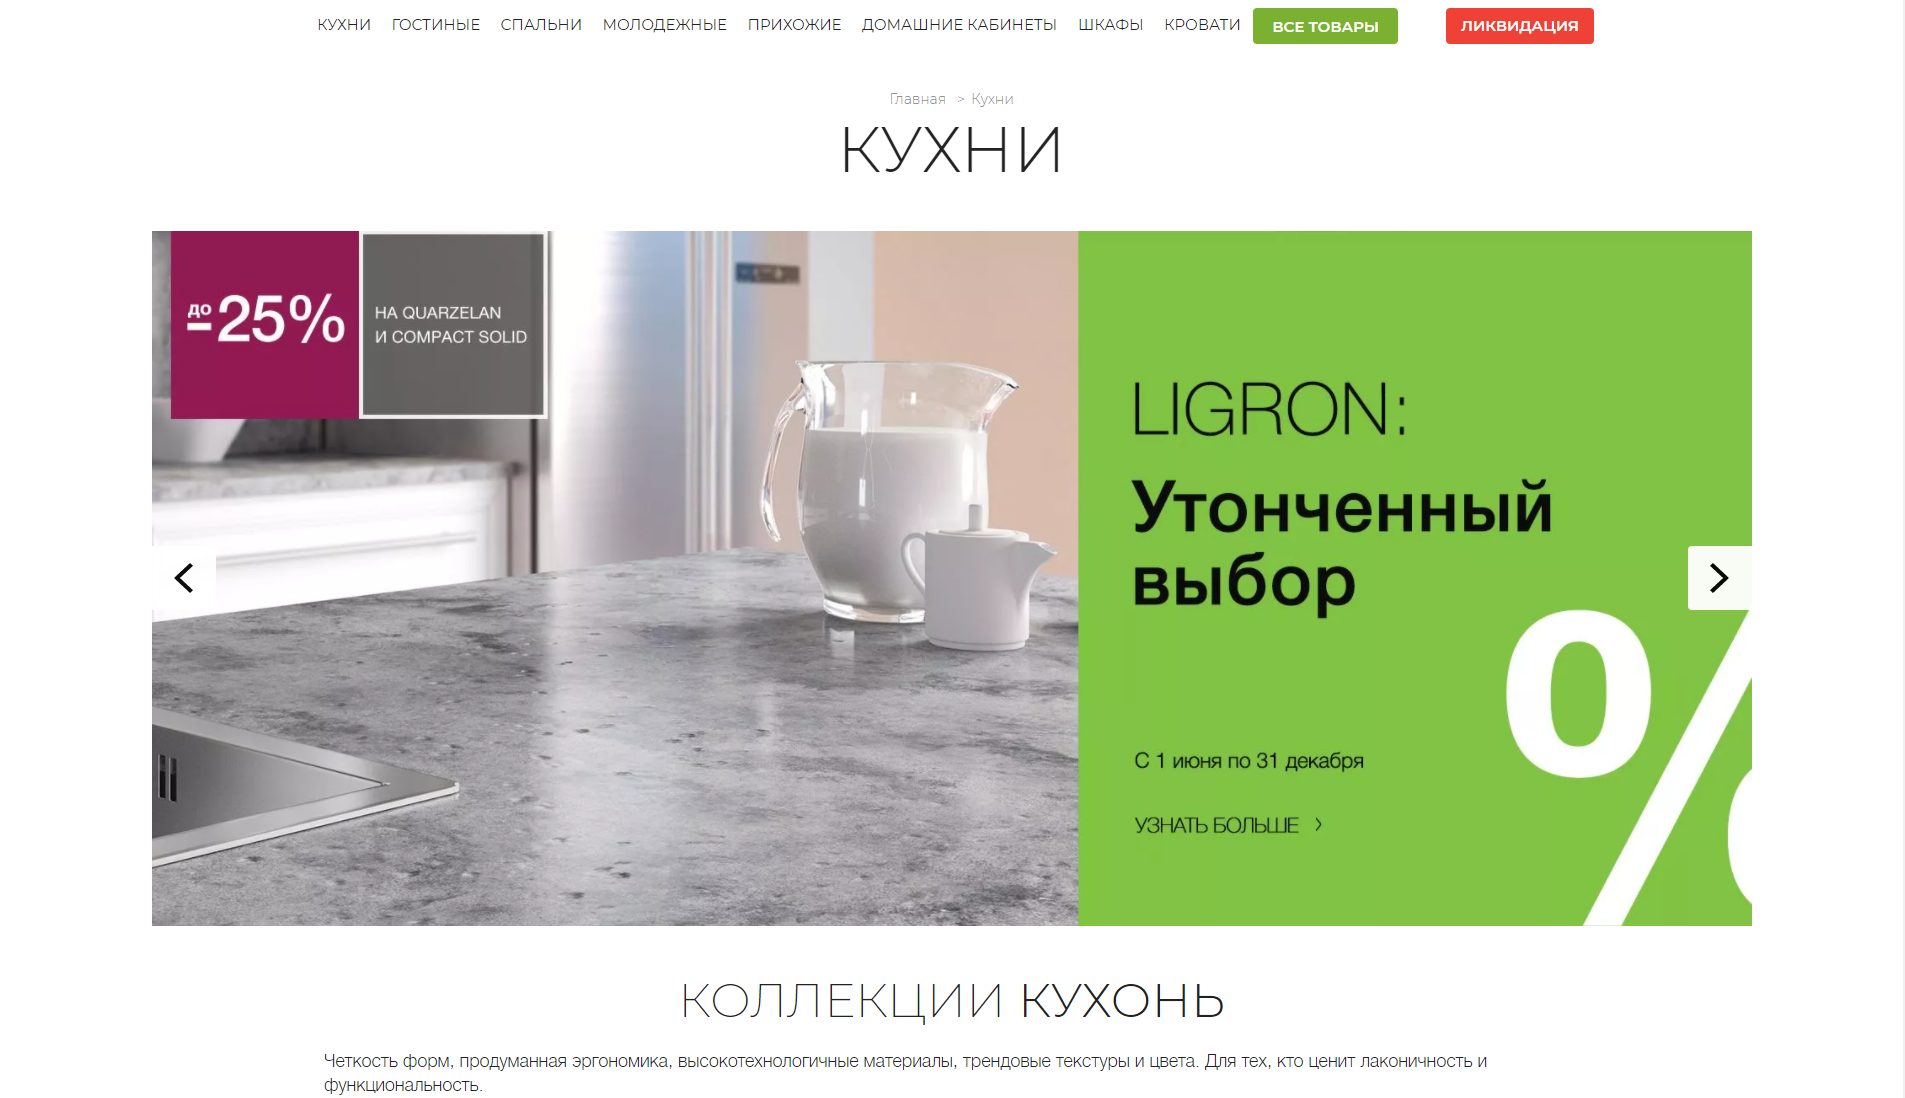 КУХНИ ГОСТИНЫЕ СПАЛЬНИ МОЛОДЕЖНЫЕ ПРИХОЖИЕ ДОМАШНИЕ КАБИНЕТЫ ШКАФЫ КРОВАТИ ВСЕ ТОВАРЫ ЛИКВИДАЦИЯ
Главная > Кухни
КУХНИ
до
-25%
НА QUARZELAN
И COMPACT SOLID
LIGRON:
Утонченный
выбор
%
С 1 июня по 31 декабря
УЗНАТЬ БОЛЬШЕ >
КОЛЛЕКЦИИ КУХОНЬ
Четкость форм, продуманная эргономика, высокотехнологичные материалы, трендовые текстуры и цвета. Для тех, кто ценит лаконичность и
функциональность.